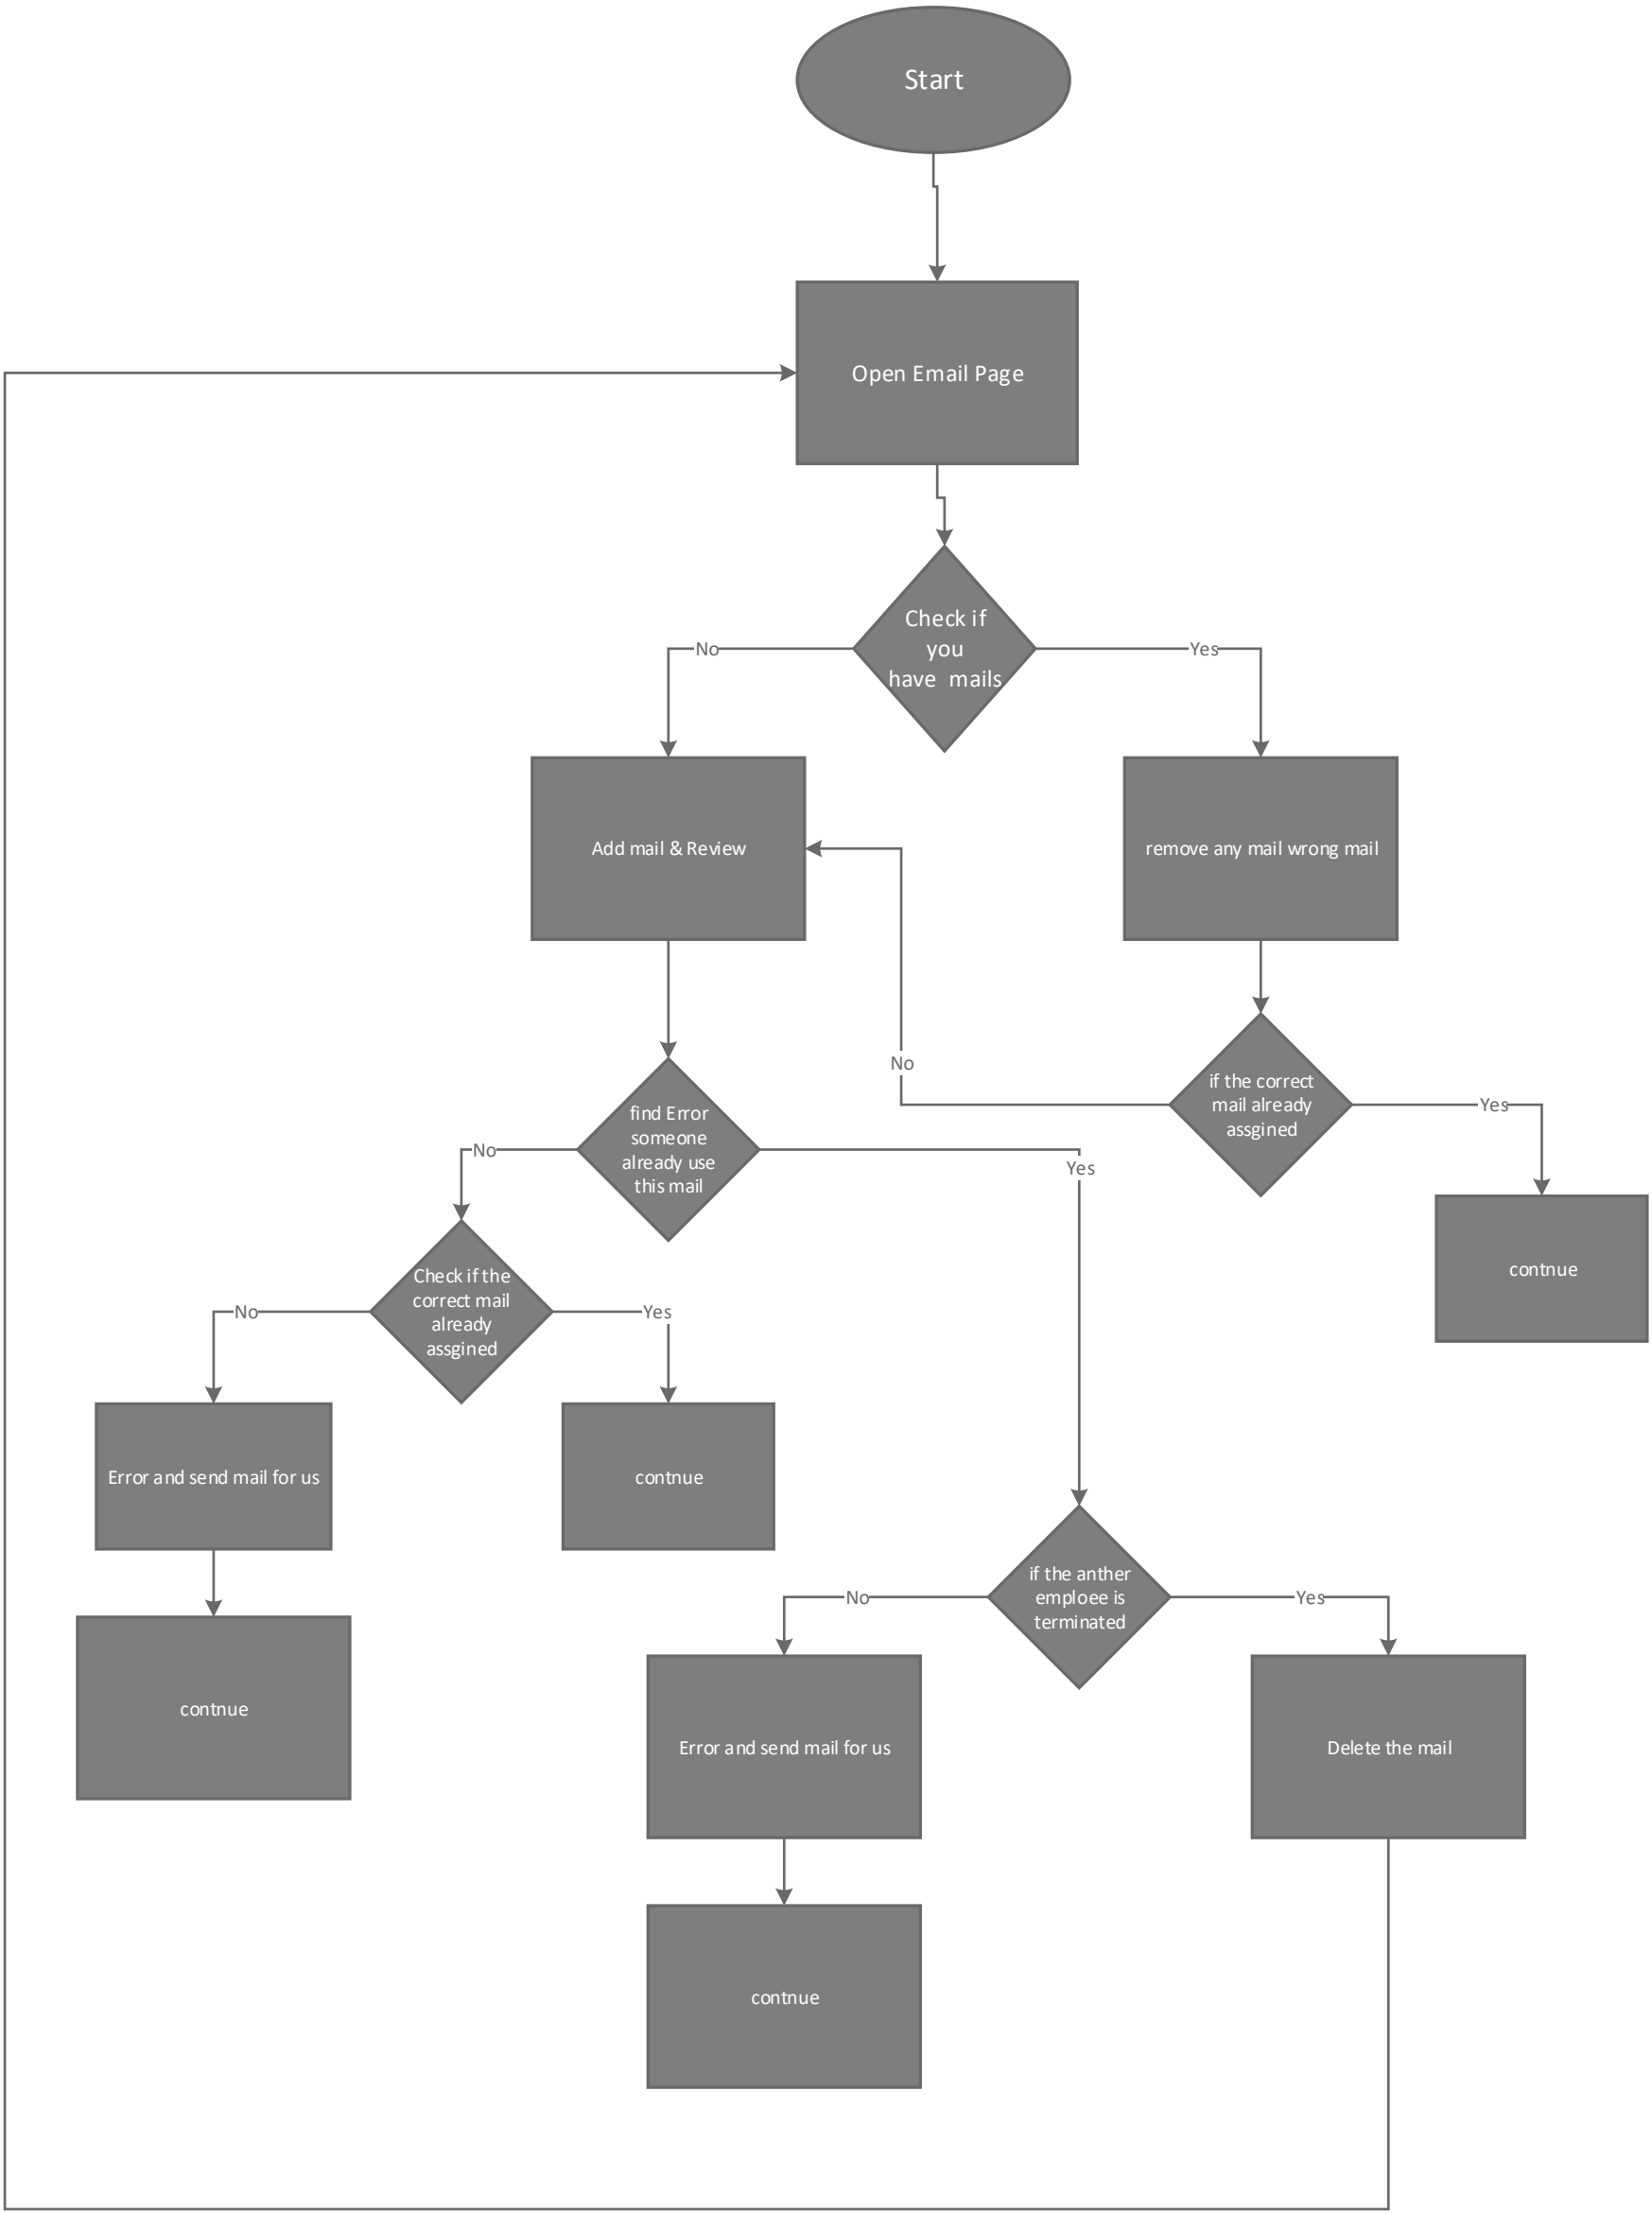 Start
Open Email Page
Check if
you
have  mails
No
Yes
Add mail & Review
remove any mail wrong mail
No
if the correct
mail already
assgined
Yes
find Error
someone
already use
this mail
No
Yes
contnue
Check if the
correct mail
already
assgined
No
Yes
Error and send mail for us
contnue
if the anther
emploee is
terminated
No
Yes
contnue
Error and send mail for us
Delete the mail
contnue